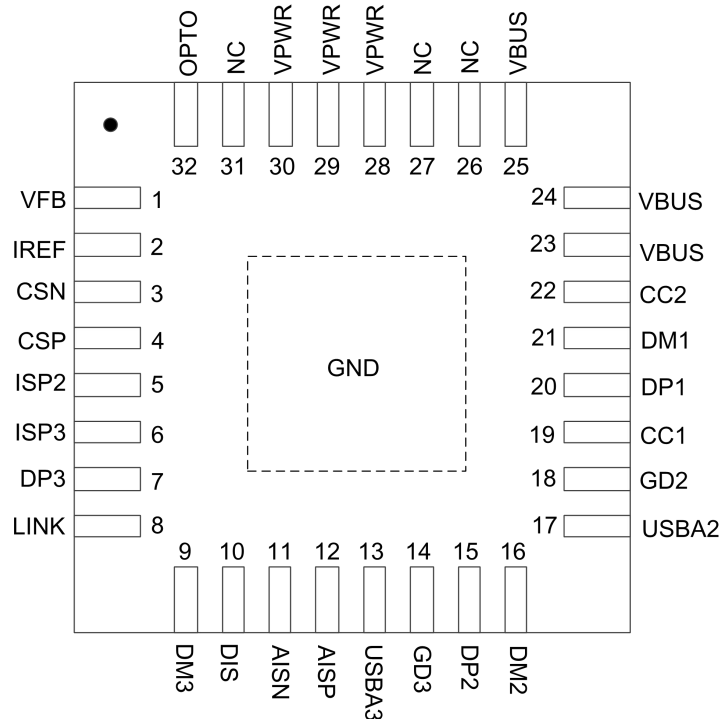 OPTO NC VPWR VPWR VPWR NC NC VBUS
32 31 30 29 28 27 26 25
VFB 1 24 VBUS
IREF 2 23 VBUS
CSN 3 22 CC2
CSP 4 21 DM1
GND
ISP2 5 20 DP1
ISP3 6 19 CC1
DP3 7 18 GD2
LINK 8 17 USBA2
9 10 11 12 13 14 15 16
DM3 DIS AISN AISP USBA3 GD3 DP2 DM2